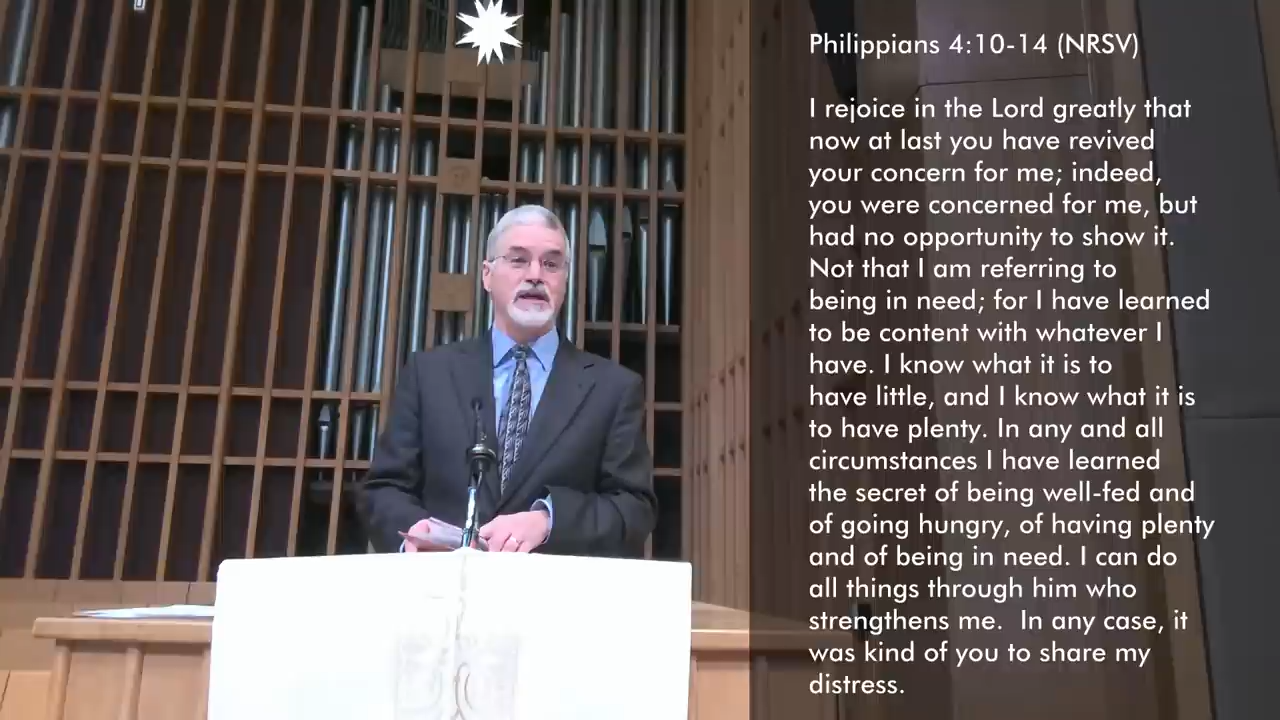 Philippians 4:10-14 (NRSV)
I rejoice in the Lord greatly that
now at last you have revived
your concern for me; indeed,
you were concerned for me, but
had no opportunity to show it.
Not that I am referring to
being in need; for I have learned
to be content with whatever I
have. I know what it is to
have little, and I know what it is
to have plenty. In any and all
circumstances I have learned
the secret of being well-fed and
of going hungry, of having plenty
and of being in need. I can do
all things through him who
strengthens me.  In any case, it
was kind of you to share my
distress.